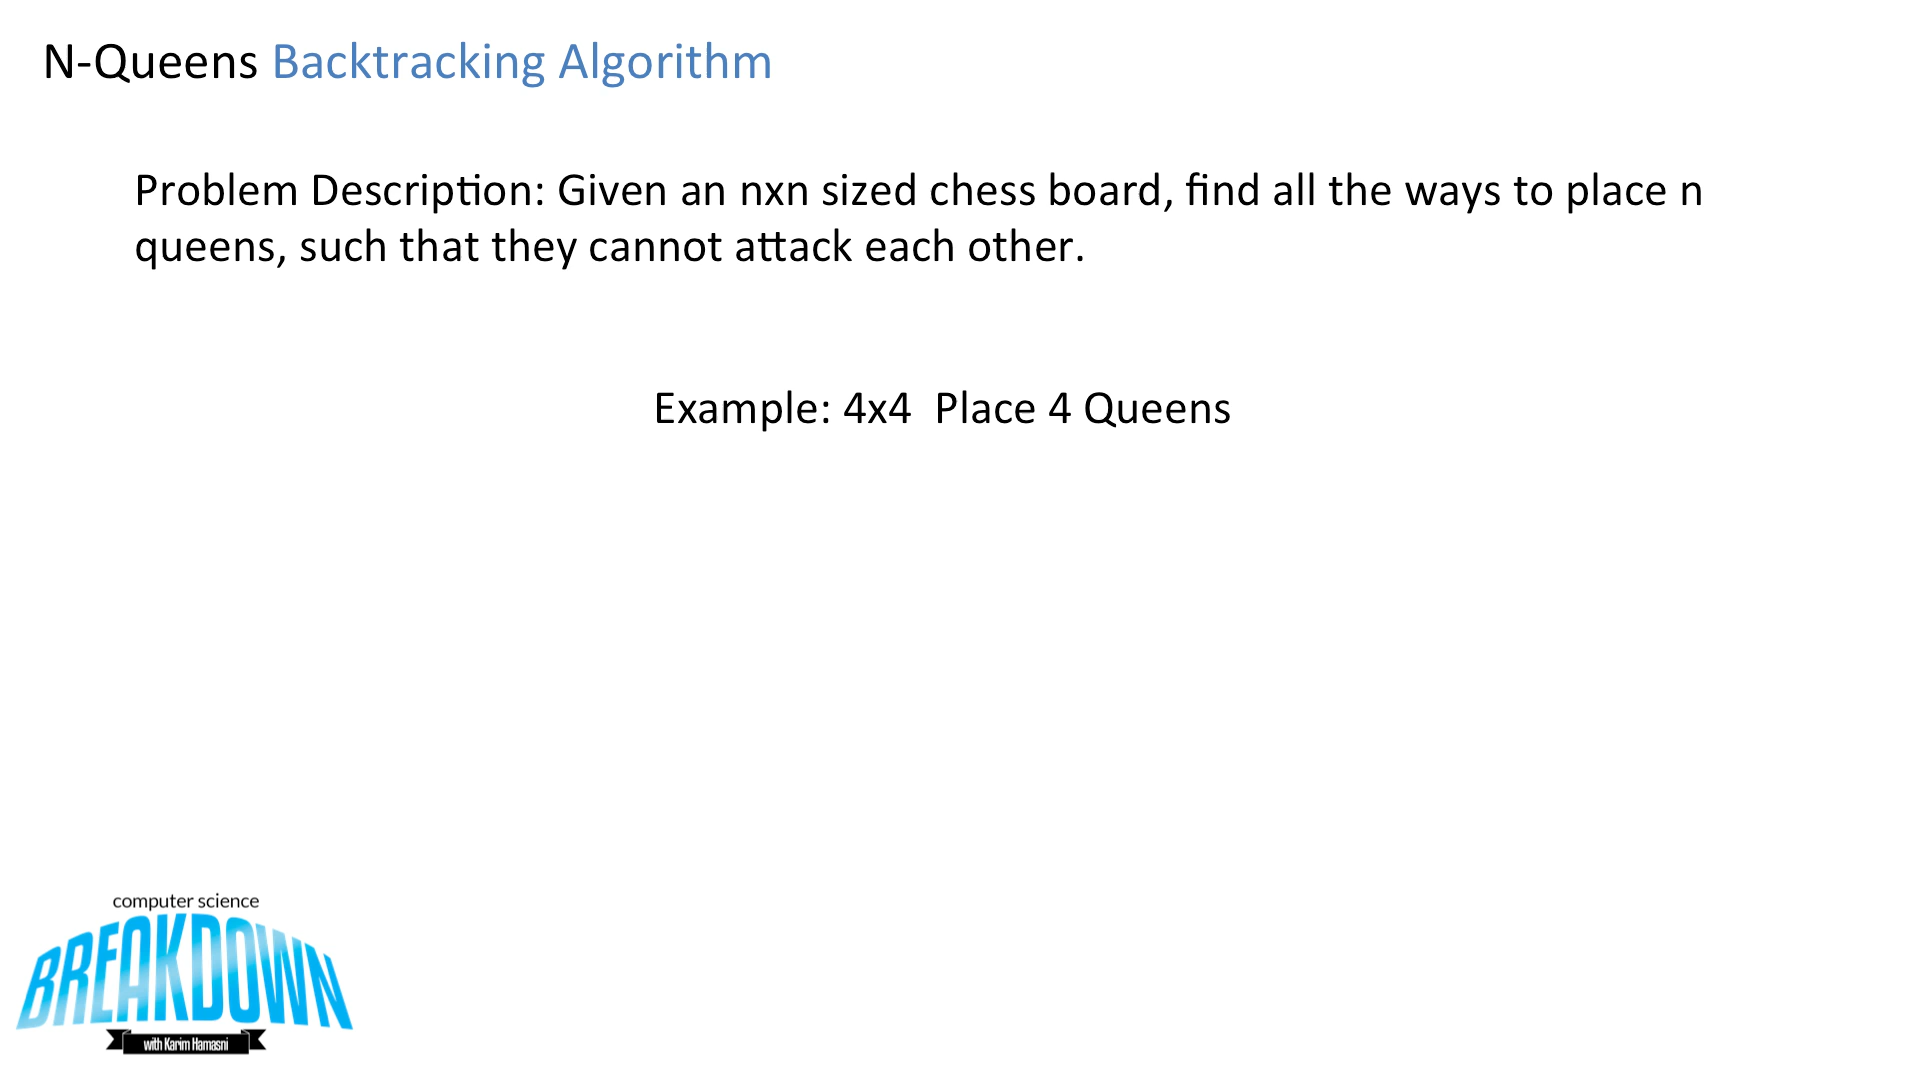 N-Queens Backtracking Algorithm
Problem Description: Given an nxn sized chess board, find all the ways to place n
queens, such that they cannot attack each other.
Example: 4x4  Place 4 Queens
computer science
BREAKDOWN
with Karim Hamasni